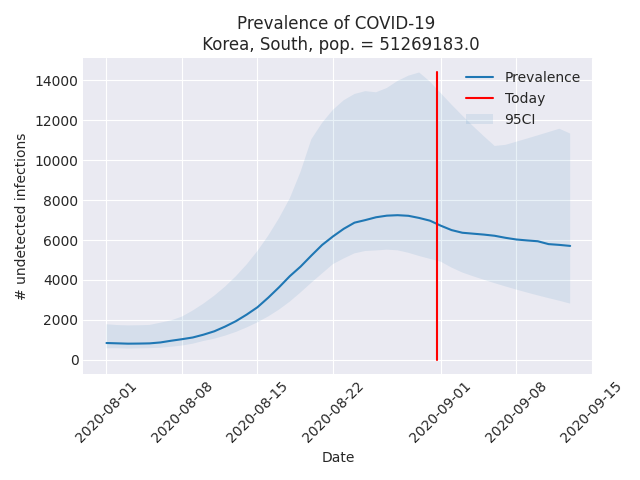 Prevalence of COVID-19
Korea, South, pop. = 51269183.0
Prevalence
Today
95CI
# undetected infections
14000
12000
10000
8000
6000
4000
2000
0
2020-08-01
2020-08-08
2020-08-15
2020-08-22
2020-09-01
2020-09-08
2020-09-15
Date